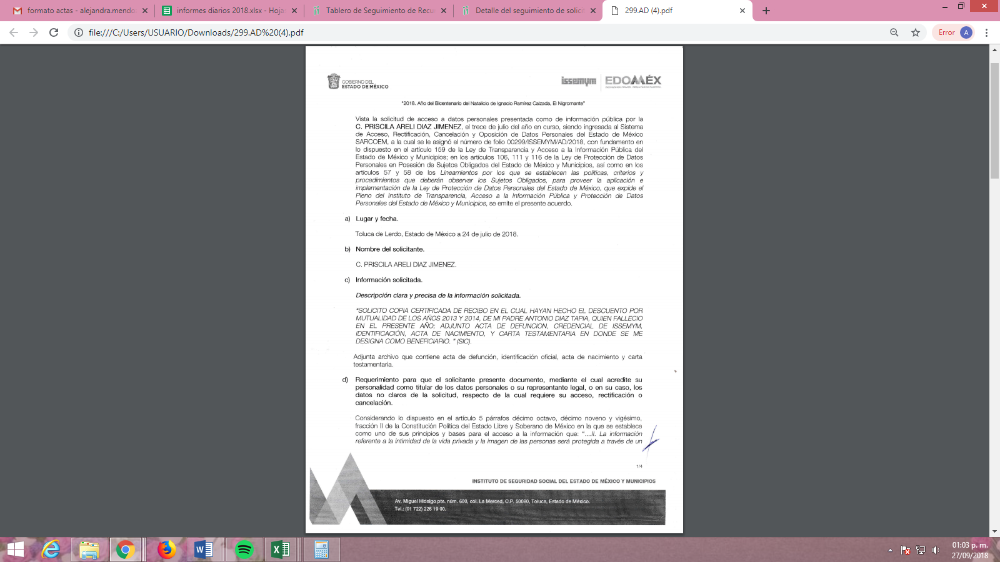 formato actas - alejandra.mendo
informes diarios 2018.xlsx - Hoja
Tablero de Seguimiento de Recu
Detalle del seguimiento de solicit
299.AD (4).pdf
file:///C:/Users/USUARIO/Downloads/299.AD%20(4).pdf
Error
A
GOBIERNO DEL
ESTADO DE MÉXICO
issemym
EDOMÉX
"2018. Año del Bicentenario del Natalicio de Ignacio Ramírez Calzada, El Nigromante"
Vista la solicitud de acceso a datos personales presentada como de información pública por la
C. PRISCILA ARELI DIAZ JIMENEZ, el trece de julio del año en curso, siendo ingresada al Sistema
de Acceso, Rectificación, Cancelación y Oposición de Datos Personales del Estado de México
SARCOEM, a la cual se le asignó el número de folio 00299/ISSEMYM/AD/2018, con fundamento en
lo dispuesto en el artículo 159 de la Ley de Transparencia y Acceso a la Información Pública del
Estado de México y Municipios; en los artículos 106, 111 y 116 de la Ley de Protección de Datos
Personales en Posesión de Sujetos Obligados del Estado de México y Municipios, así como en los
artículos 57 y 58 de los Lineamientos por los que se establecen las políticas, criterios y
procedimientos que deberán observar los Sujetos Obligados, para proveer la aplicación e
implementación de la Ley de Protección de Datos Personales del Estado de México, que expide el
Pleno del Instituto de Transparencia, Acceso a la Información Pública y Protección de Datos
Personales del Estado de México y Municipios, se emite el presente acuerdo.
a) Lugar y fecha.
Toluca de Lerdo, Estado de México a 24 de julio de 2018.
b) Nombre del solicitante.
C. PRISCILA ARELI DIAZ JIMENEZ.
c) Información solicitada.
Descripción clara y precisa de la información solicitada.
"SOLICITO COPIA CERTIFICADA DE RECIBO EN EL CUAL HAYAN HECHO EL DESCUENTO POR
MUTUALIDAD DE LOS AÑOS 2013 Y 2014, DE MI PADRE ANTONIO DIAZ TAPIA, QUIEN FALLECIO
EN EL PRESENTE AÑO; ADJUNTO ACTA DE DEFUNCION, CREDENCIAL DE ISSEMYM,
IDENTIFICACIÓN, ACTA DE NACIMIENTO, Y CARTA TESTAMENTARIA EN DONDE SE ME
DESIGNA COMO BENEFICIARIO. " (SIC).
Adjunta archivo que contiene acta de defunción, identificación oficial, acta de nacimiento y carta
testamentaria.
d) Requerimiento para que el solicitante presente documento, mediante el cual acredite su
personalidad como titular de los datos personales o su representante legal, o en su caso, los
datos no claros de la solicitud, respecto de la cual requiere su acceso, rectificación o
cancelación.
Considerando lo dispuesto en el artículo 5 párrafos décimo octavo, décimo noveno y vigésimo,
fracción II de la Constitución Política del Estado Libre y Soberano de México en la que se establece
como uno de sus principios y bases para el acceso a la información que: "…II. La información
referente a la intimidad de la vida privada y la imagen de las personas será protegida a través de un
1/4
INSTITUTO DE SEGURIDAD SOCIAL DEL ESTADO DE MÉXICO Y MUNICIPIOS
Av. Miguel Hidalgo pte. núm. 600, col. La Merced, C.P. 50080, Toluca, Estado de México.
Tel.: (01 722) 226 19 00.
01:03 p. m.
27/09/2018